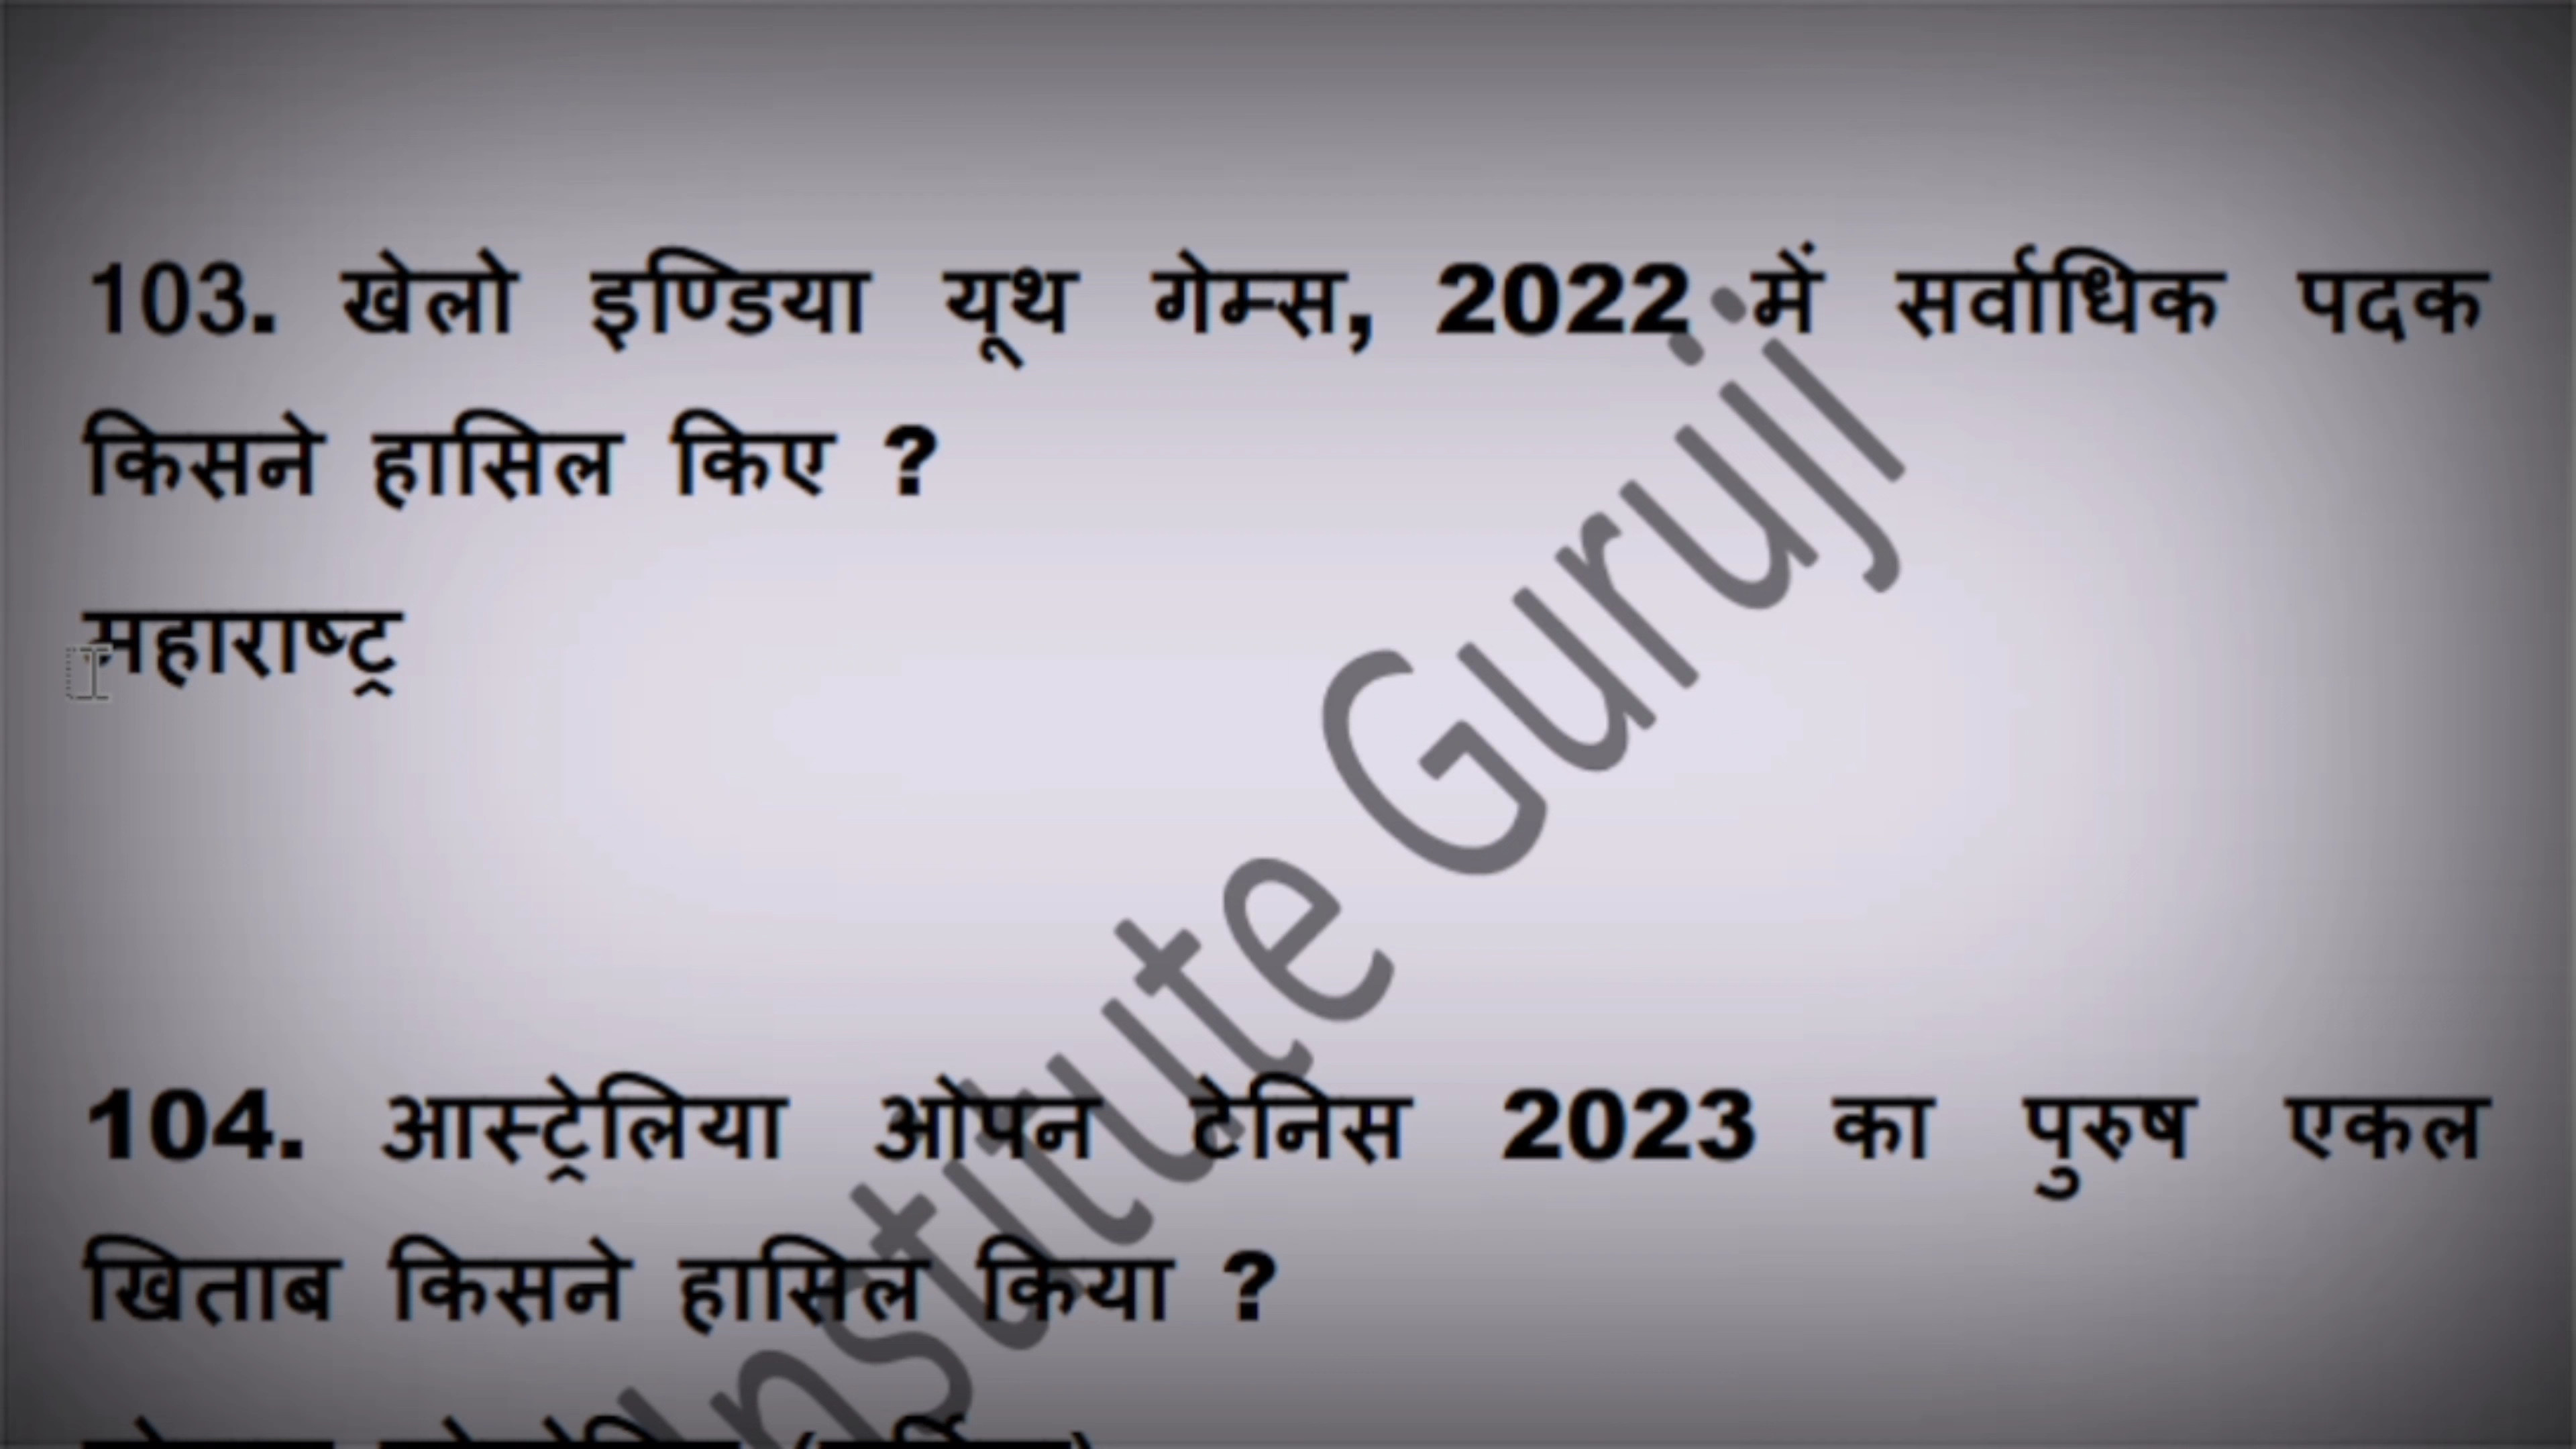 103. खेलो इण्डिया यूथ गेम्स, 2022 में सर्वाधिक पदक
किसने हासिल किए ?
महाराष्ट्र
Institute Guruji
104. आस्ट्रेलिया ओपन टेनिस 2023 का पुरुष एकल
खिताब किसने हासिल किया ?